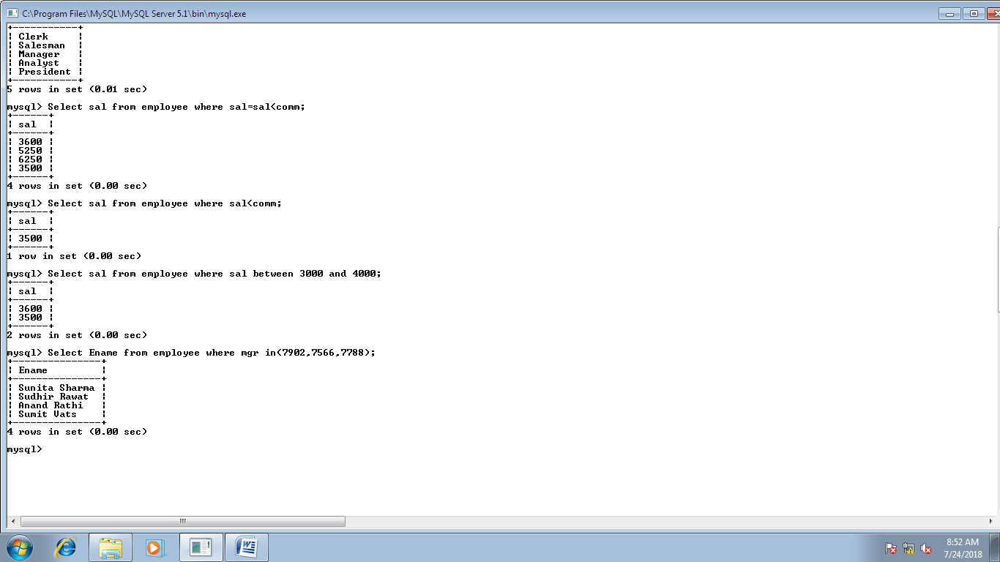 C:\Program Files\MySQL\MySQL Server 5.1\bin\mysql.exe
+-----------+
| Clerk     |
| Salesman  |
| Manager   |
| Analyst   |
| President |
+-----------+
5 rows in set (0.01 sec)
mysql> Select sal from employee where sal=sal<comm;
+------+
| sal  |
+------+
| 3600 |
| 5250 |
| 6250 |
| 3500 |
+------+
4 rows in set (0.00 sec)
mysql> Select sal from employee where sal<comm;
+------+
| sal  |
+------+
| 3500 |
+------+
1 row in set (0.00 sec)
mysql> Select sal from employee where sal between 3000 and 4000;
+------+
| sal  |
+------+
| 3600 |
| 3500 |
+------+
2 rows in set (0.00 sec)
mysql> Select Ename from employee where mgr in(7902,7566,7788);
+---------------+
| Ename         |
+---------------+
| Sunita Sharma |
| Sudhir Rawat  |
| Anand Rathi   |
| Sumit Vats    |
+---------------+
4 rows in set (0.00 sec)
mysql>
8:52 AM
7/24/2018